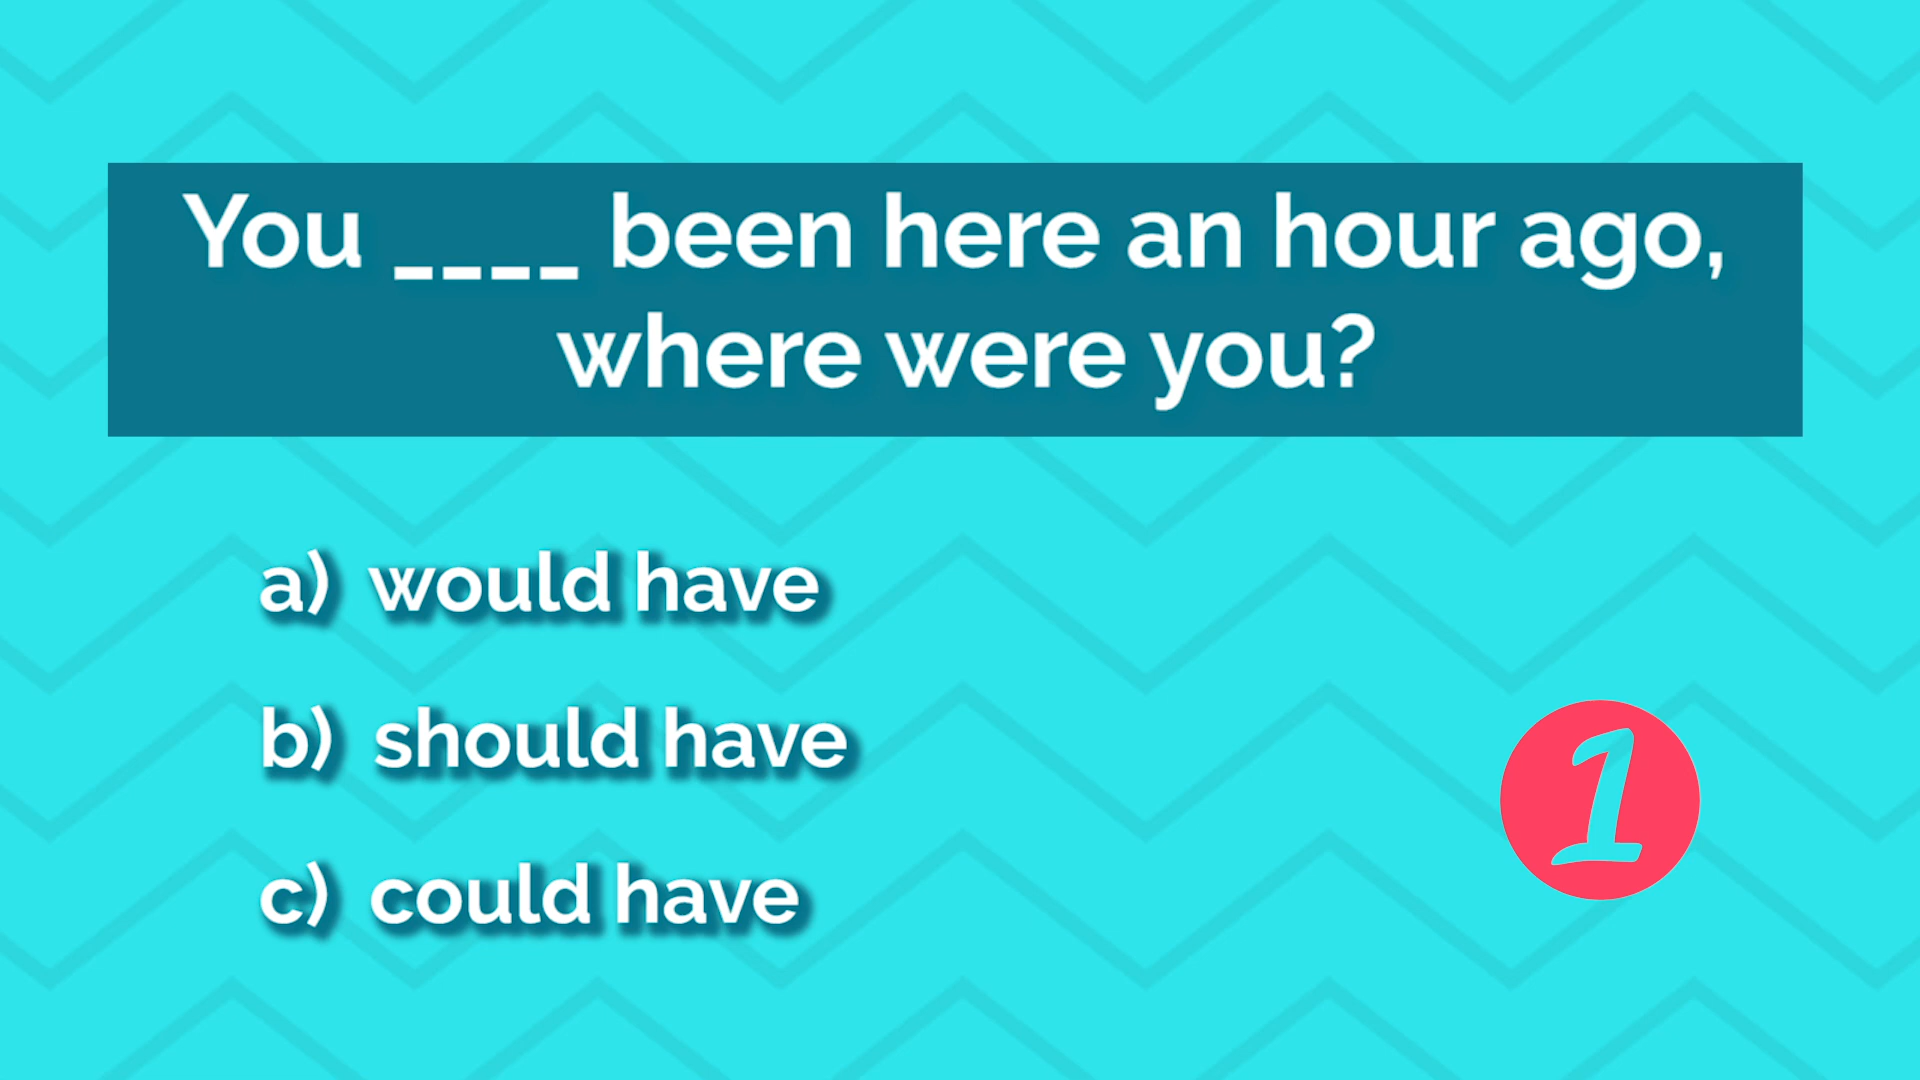 You ____ been here an hour ago,
where were you?
a) would have
b) should have
c) could have
1